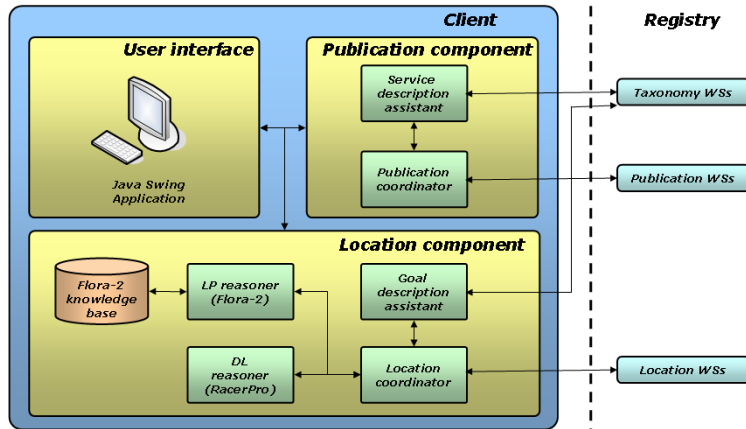 Client
Registry
User interface
Publication component
Service
description
assistant
Taxonomy WSs
Java Swing
Application
Publication
coordinator
Publication WSs
Location component
Flora-2
knowledge
base
LP reasoner
(Flora-2)
Goal
description
assistant
DL
reasoner
(RacerPro)
Location
coordinator
Location WSs